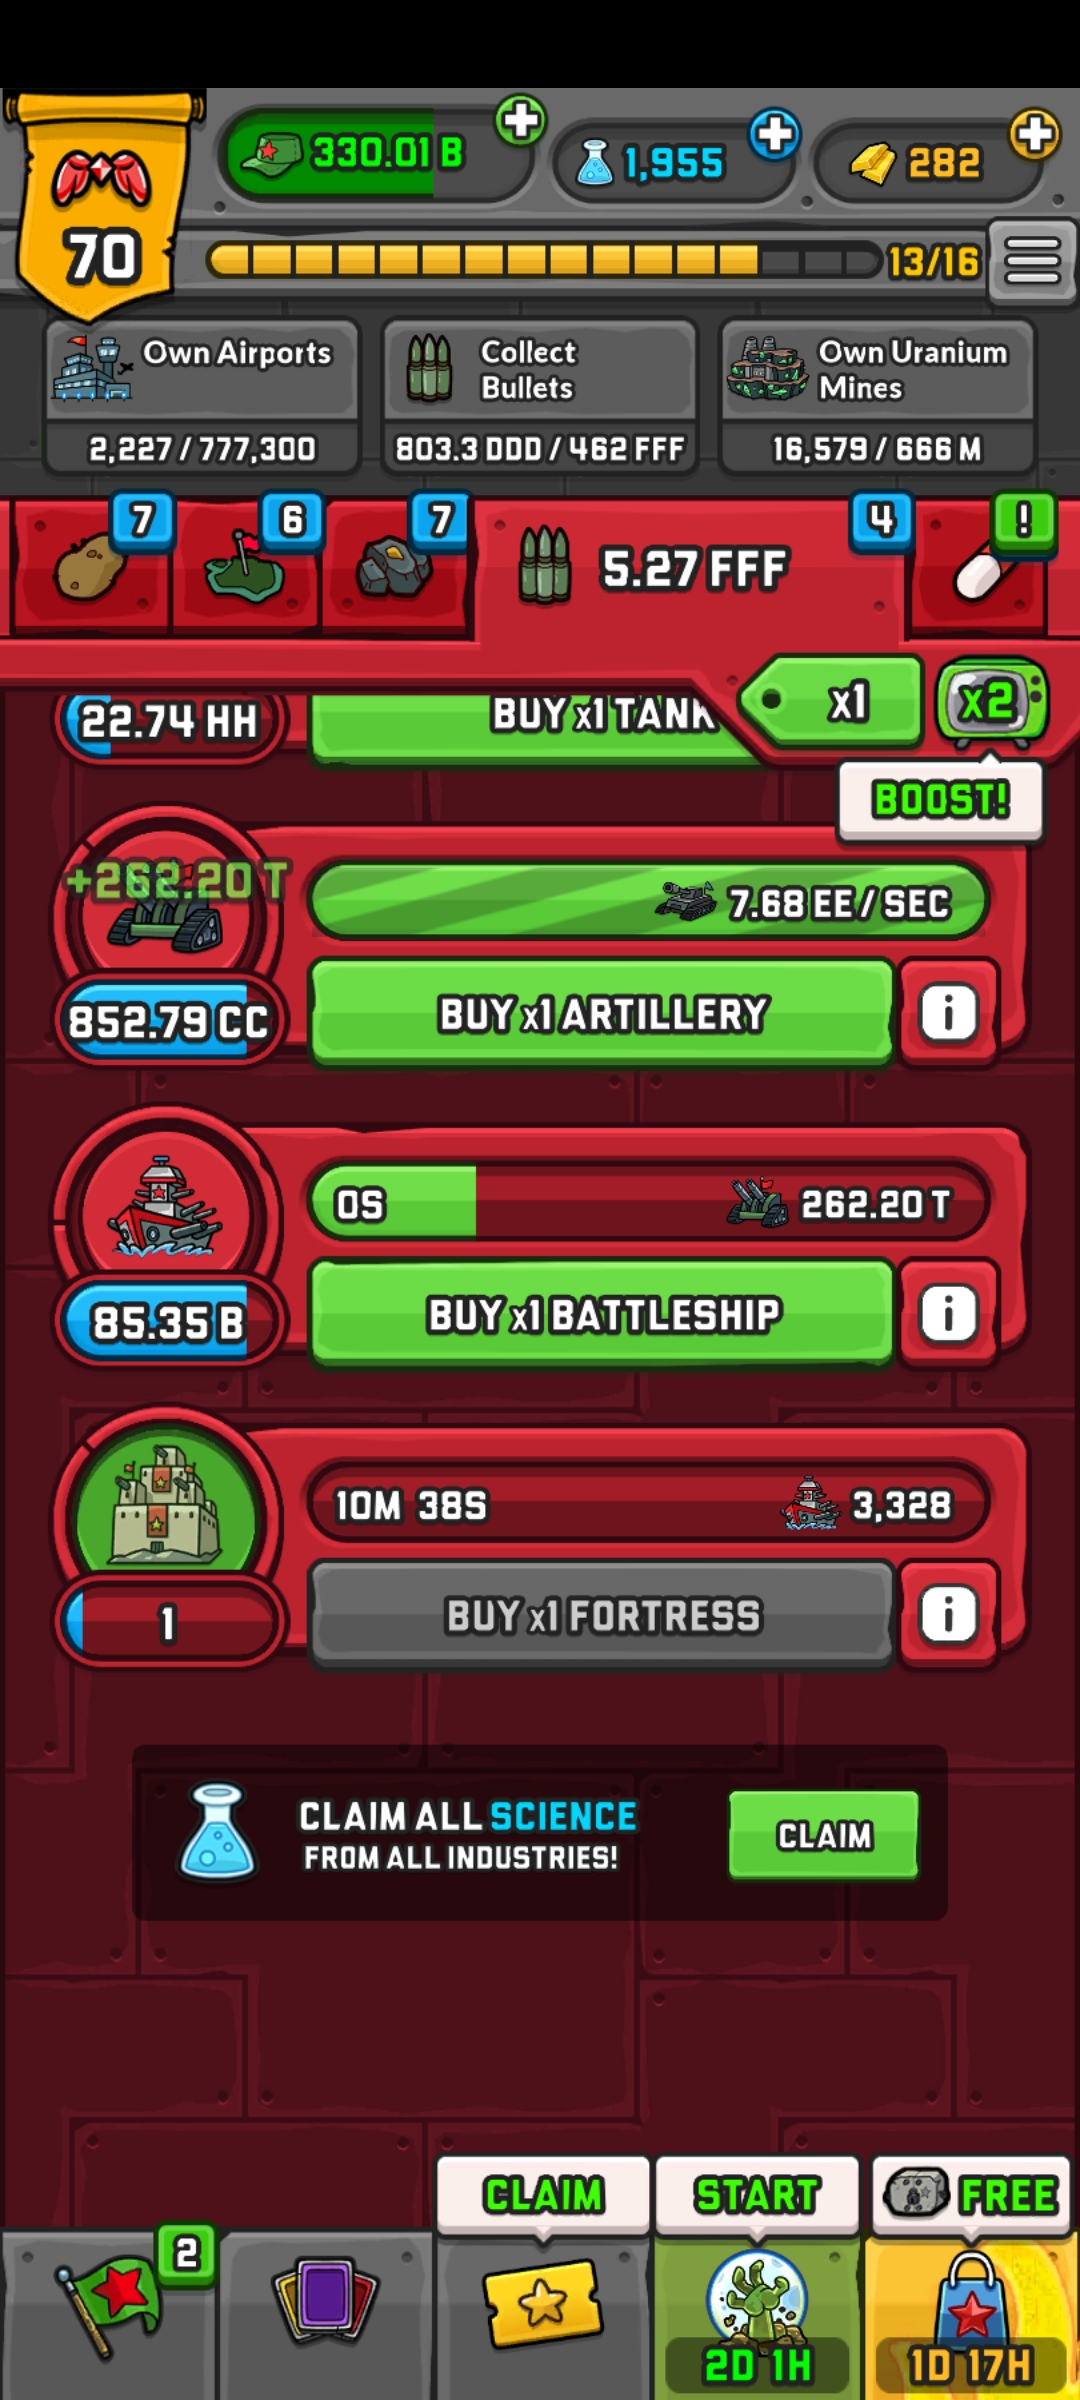 330.01 B
1,955
282
70
13/16
Own Airports
2,227 / 777,300
Collect
Bullets
803.3 DDD / 462 FFF
Own Uranium
Mines
16,579 / 666 M
7
6
7
5.27 FFF
4
!
x1
x2
BOOST!
22.74 HH
BUY x1 TANK
+262.20 T
7.68 EE / SEC
852.79 CC
BUY x1 ARTILLERY
i
0S
262.20 T
85.35 B
BUY x1 BATTLESHIP
i
10M 38S
3,328
1
BUY x1 FORTRESS
i
CLAIM ALL SCIENCE
FROM ALL INDUSTRIES!
CLAIM
CLAIM
START
FREE
2
2D 1H
1D 17H